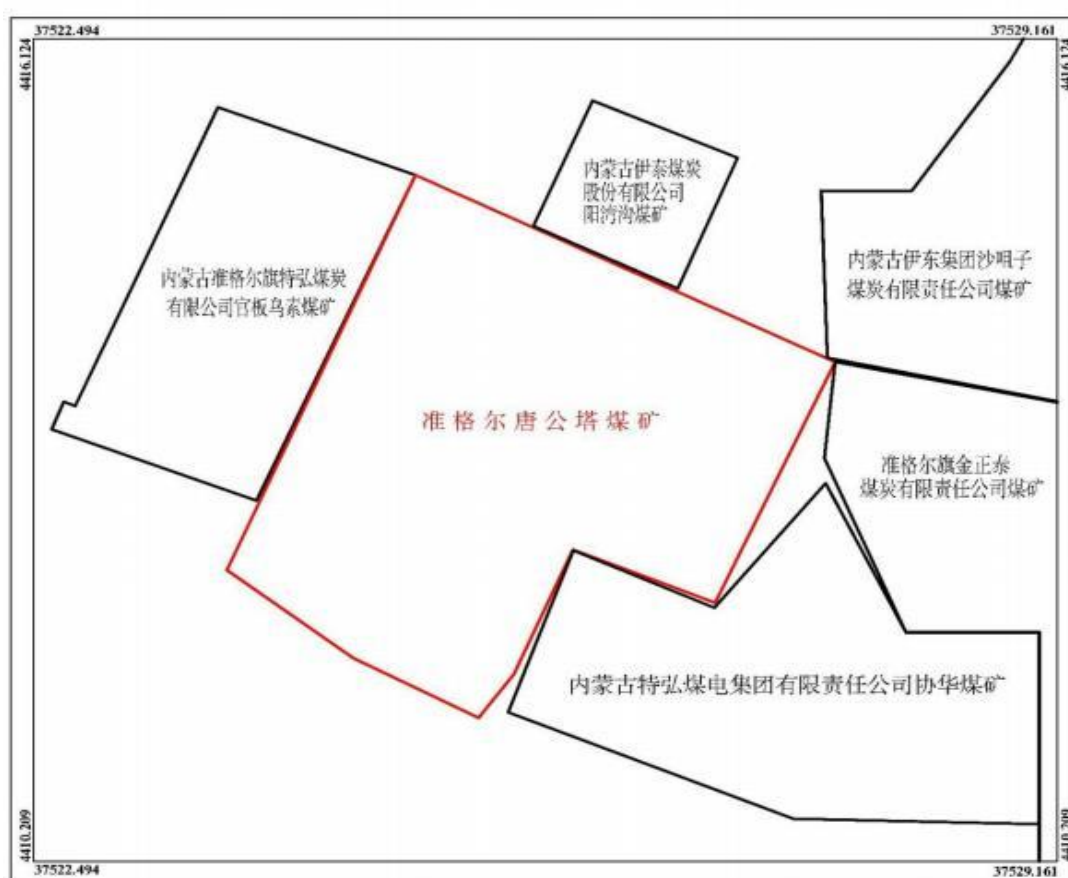 37522.494
37529.161
4416.124
4416.124
内蒙古伊泰煤炭
股份有限公司
阳湾沟煤矿
内蒙古伊东集团沙咀子
煤炭有限责任公司煤矿
内蒙古准格尔旗特弘煤炭
有限公司官板乌素煤矿
准格尔唐公塔煤矿
准格尔旗金正泰
煤炭有限责任公司煤矿
内蒙古特弘煤电集团有限责任公司协华煤矿
4410.209
4410.209
37522.494
37529.161